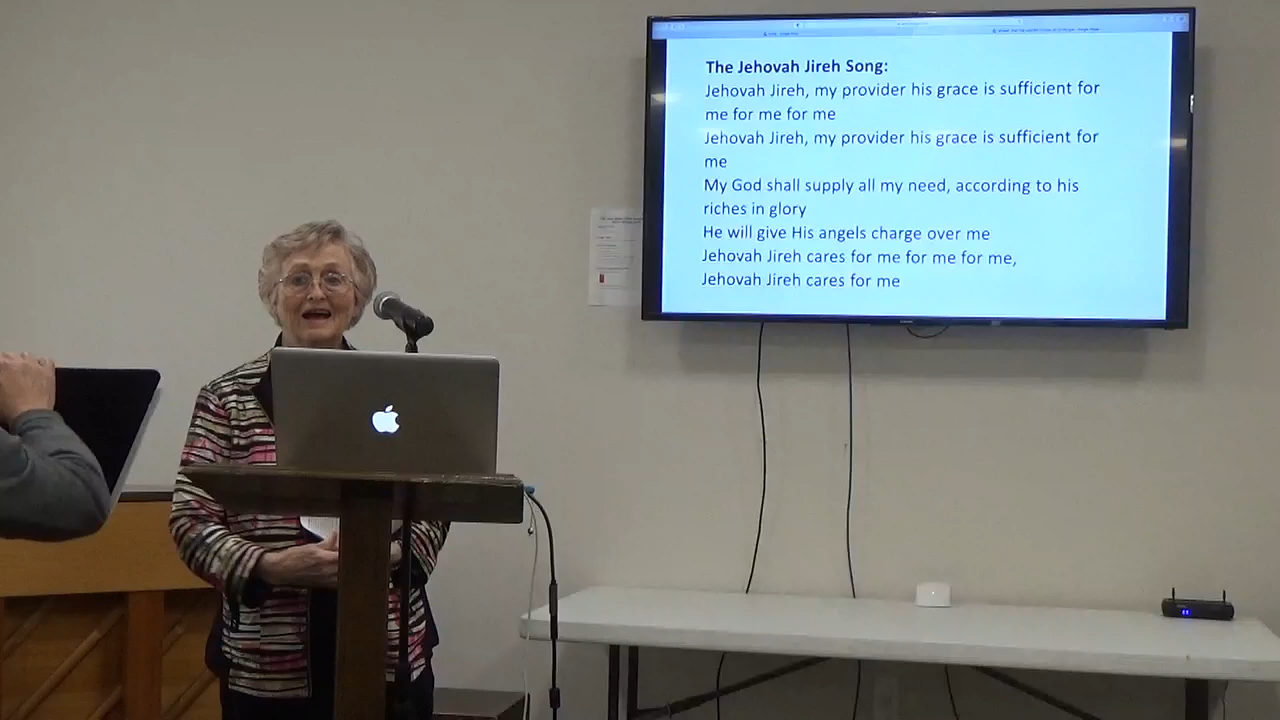 The Jehovah Jireh Song:
Jehovah Jireh, my provider his grace is sufficient for
me for me for me
Jehovah Jireh, my provider his grace is sufficient for
me
My God shall supply all my need, according to his
riches in glory
He will give His angels charge over me
Jehovah Jireh cares for me for me for me,
Jehovah Jireh cares for me